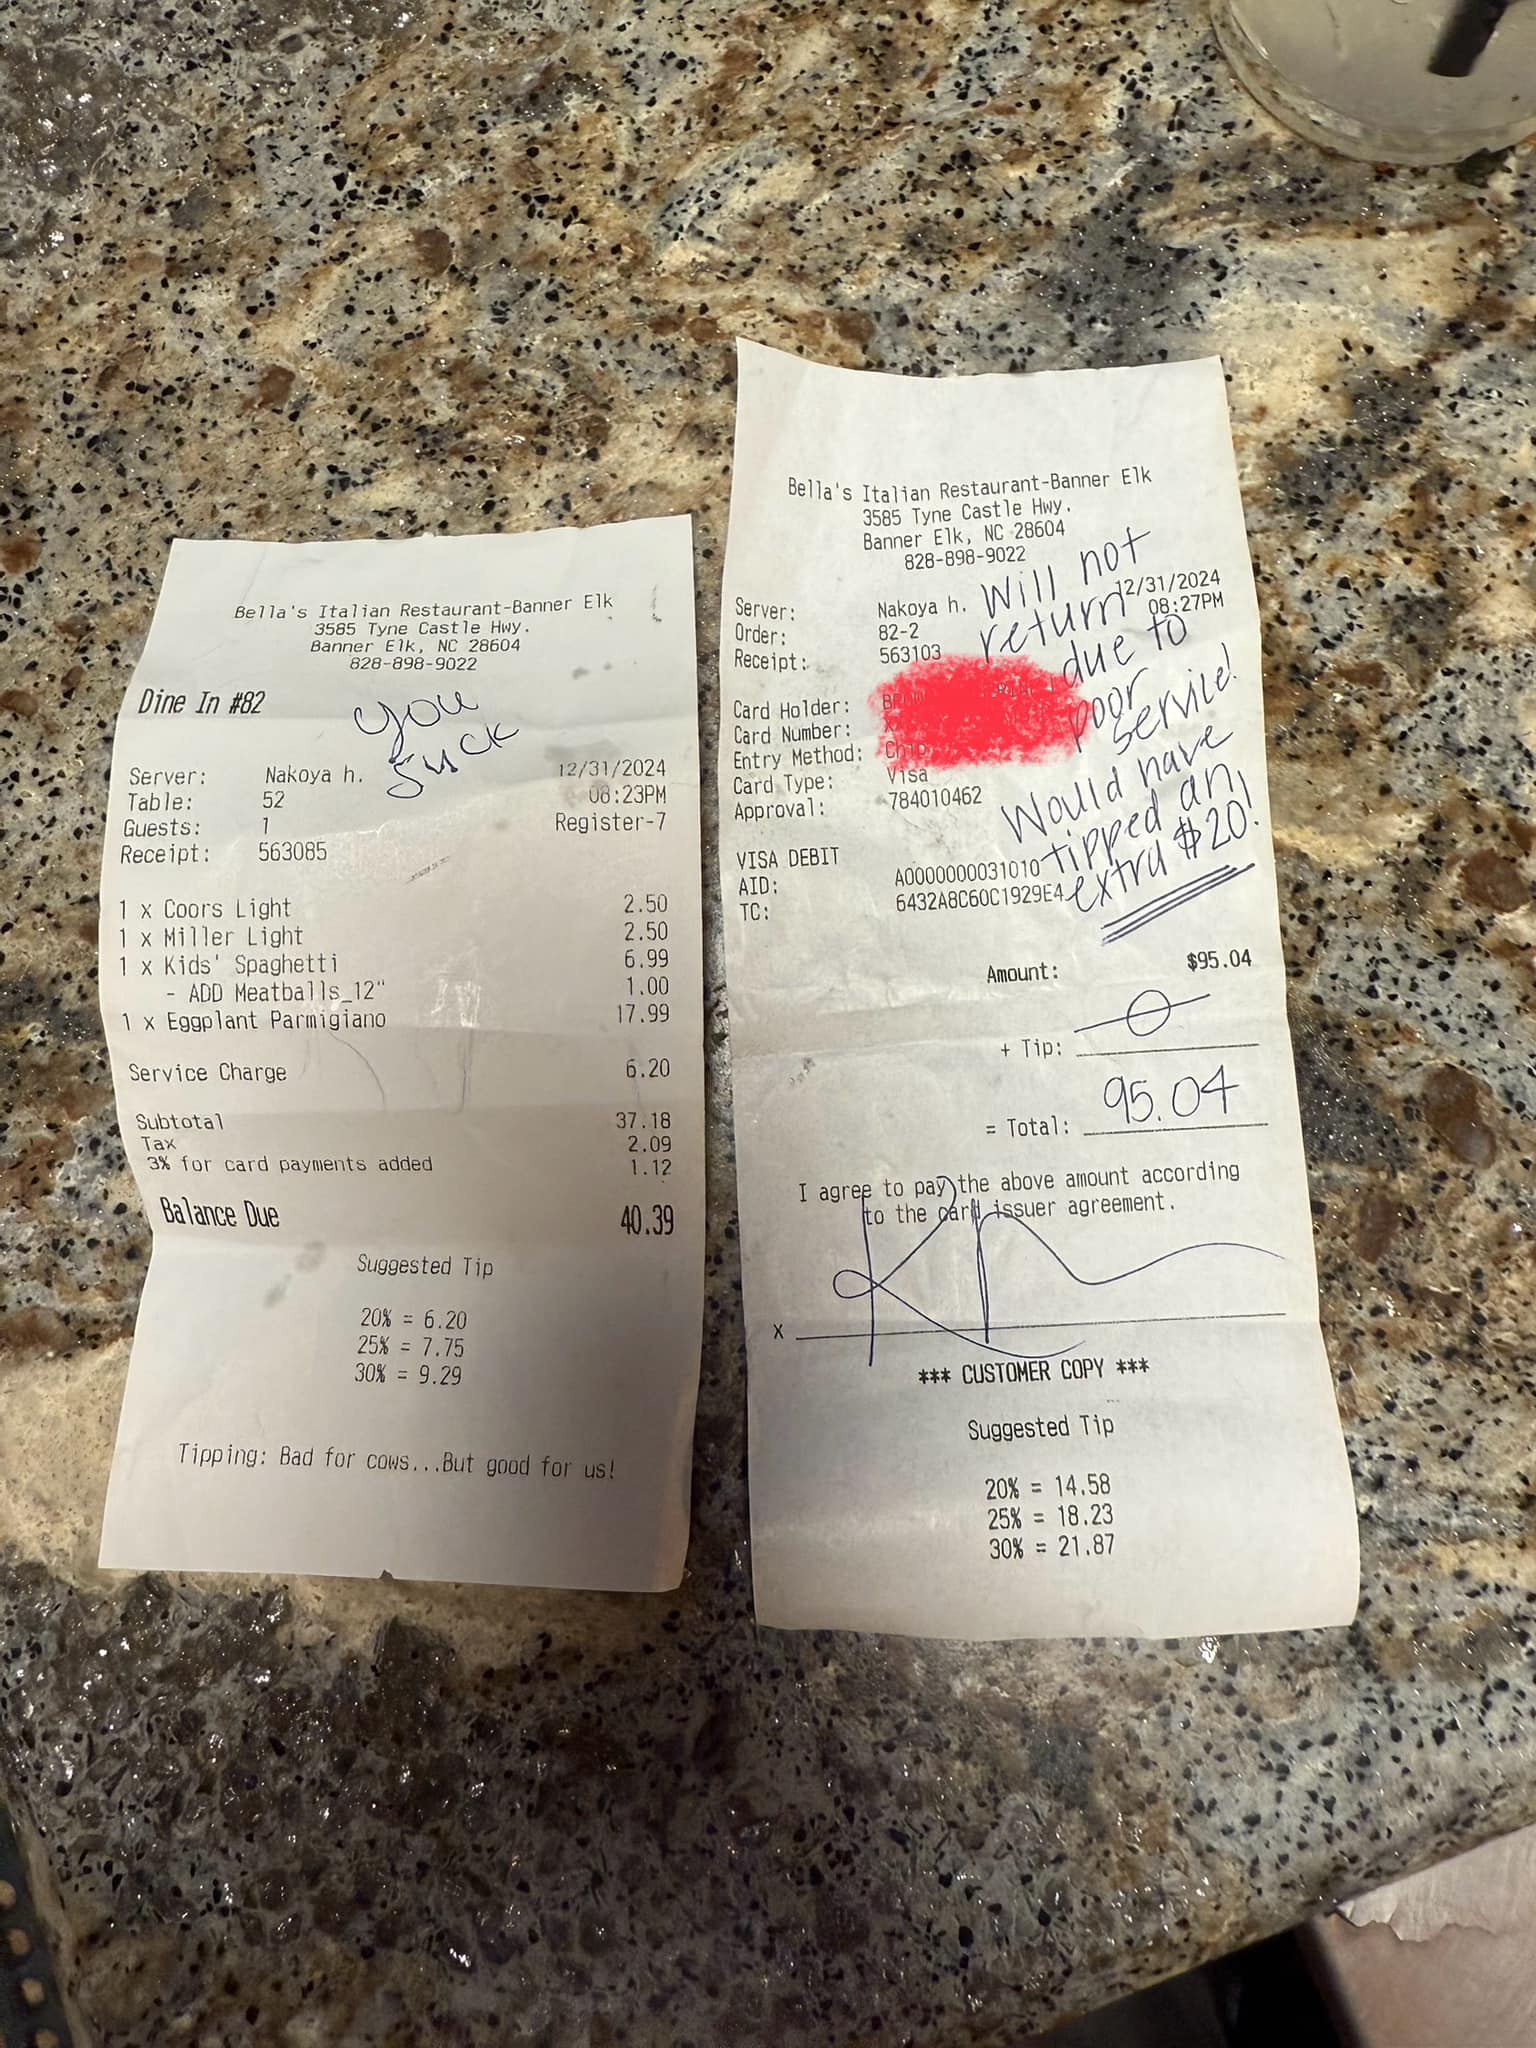 Bella's Italian Restaurant-Banner Elk
3585 Tyne Castle Hwy.
Banner Elk, NC 28604
828-898-9022
Dine In #82
you
suck
Server: Nakoya h. 12/31/2024
Table: 52 08:23PM
Guests: 1 Register-7
Receipt: 563085
1 x Coors Light 2.50
1 x Miller Light 2.50
1 x Kids' Spaghetti 6.99
- ADD Meatballs_12" 1.00
1 x Eggplant Parmigiano 17.99
Service Charge 6.20
Subtotal 37.18
Tax 2.09
3% for card payments added 1.12
Balance Due 40.39
Suggested Tip
20% = 6.20
25% = 7.75
30% = 9.29
Tipping: Bad for cows...But good for us!
Bella's Italian Restaurant-Banner Elk
3585 Tyne Castle Hwy.
Banner Elk, NC 28604
828-898-9022
Server: Nakoya h. 12/31/2024
Order: 82-2 08:27PM
Receipt: 563103
Will not
return
due to
poor
service!
Would have
tipped an
extra $20!
Card Holder:
Card Number:
Entry Method: Chip
Card Type: Visa
Approval: 784010462
VISA DEBIT
AID: A0000000031010
TC: 6432A8C60C1929E4
Amount: $95.04
+ Tip: 0
= Total: 95.04
I agree to pay the above amount according
to the card issuer agreement.
X
*** CUSTOMER COPY ***
Suggested Tip
20% = 14.58
25% = 18.23
30% = 21.87